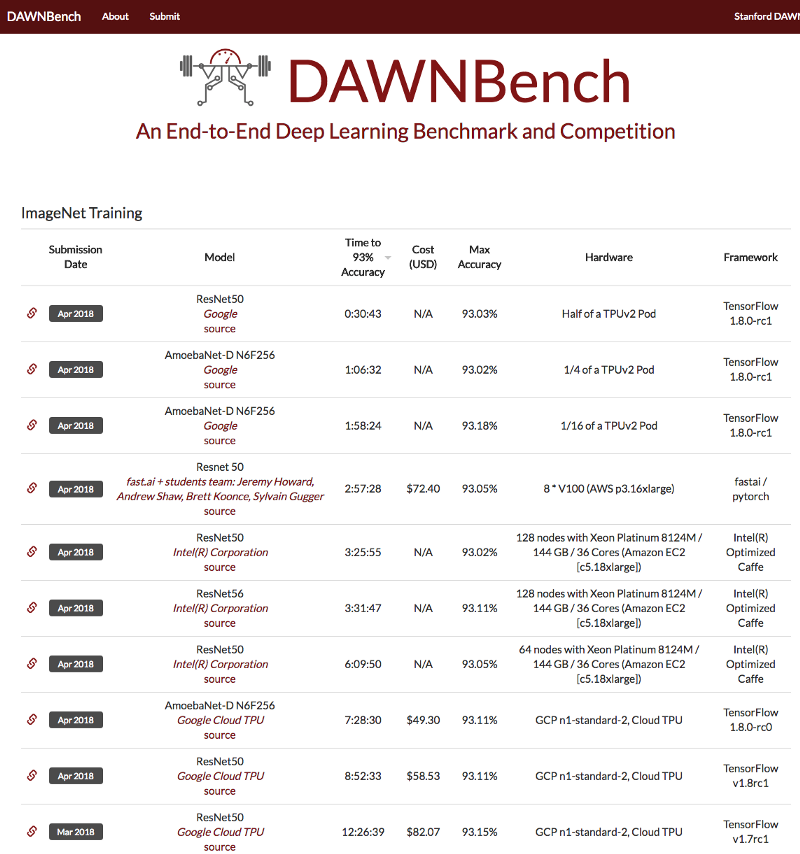 DAWNBench About Submit Stanford DAWN
DAWNBench
An End-to-End Deep Learning Benchmark and Competition
ImageNet Training
Submission Date Model Time to 93% Accuracy Cost (USD) Max Accuracy Hardware Framework
Apr 2018 ResNet50 Google source 0:30:43 N/A 93.03% Half of a TPUv2 Pod TensorFlow 1.8.0-rc1
Apr 2018 AmoebaNet-D N6F256 Google source 1:06:32 N/A 93.02% 1/4 of a TPUv2 Pod TensorFlow 1.8.0-rc1
Apr 2018 AmoebaNet-D N6F256 Google source 1:58:24 N/A 93.18% 1/16 of a TPUv2 Pod TensorFlow 1.8.0-rc1
Apr 2018 Resnet 50 fast.ai + students team: Jeremy Howard, Andrew Shaw, Brett Koonce, Sylvain Gugger source 2:57:28 $72.40 93.05% 8 * V100 (AWS p3.16xlarge) fastai / pytorch
Apr 2018 ResNet50 Intel(R) Corporation source 3:25:55 N/A 93.02% 128 nodes with Xeon Platinum 8124M / 144 GB / 36 Cores (Amazon EC2 [c5.18xlarge]) Intel(R) Optimized Caffe
Apr 2018 ResNet56 Intel(R) Corporation source 3:31:47 N/A 93.11% 128 nodes with Xeon Platinum 8124M / 144 GB / 36 Cores (Amazon EC2 [c5.18xlarge]) Intel(R) Optimized Caffe
Apr 2018 ResNet50 Intel(R) Corporation source 6:09:50 N/A 93.05% 64 nodes with Xeon Platinum 8124M / 144 GB / 36 Cores (Amazon EC2 [c5.18xlarge]) Intel(R) Optimized Caffe
Apr 2018 AmoebaNet-D N6F256 Google Cloud TPU source 7:28:30 $49.30 93.11% GCP n1-standard-2, Cloud TPU TensorFlow 1.8.0-rc0
Apr 2018 ResNet50 Google Cloud TPU source 8:52:33 $58.53 93.11% GCP n1-standard-2, Cloud TPU TensorFlow v1.8rc1
Mar 2018 ResNet50 Google Cloud TPU source 12:26:39 $82.07 93.15% GCP n1-standard-2, Cloud TPU TensorFlow v1.7rc1